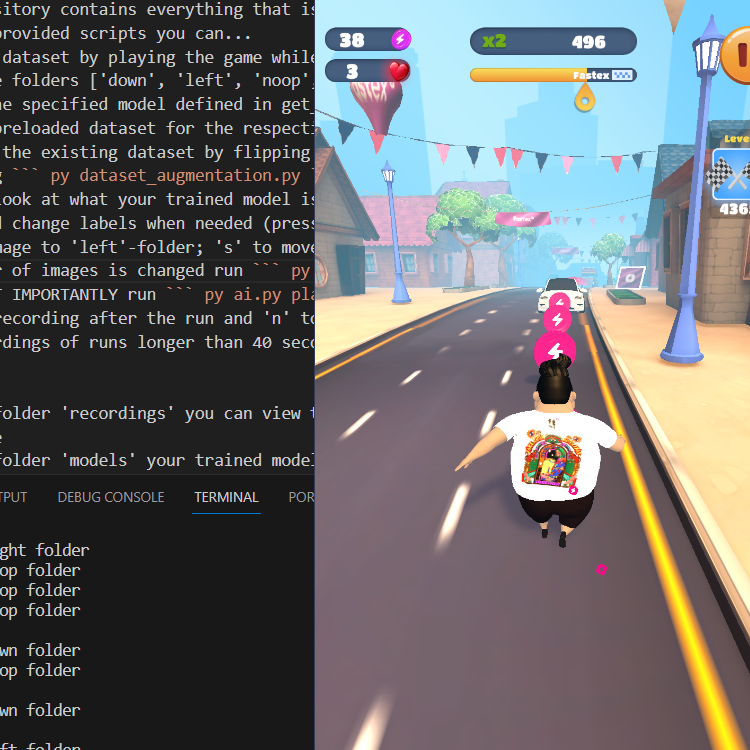 sitory contains everything that is
provided scripts you can...
dataset by playing the game while
e folders ['down', 'left', 'noop',
he specified model defined in get
preloaded dataset for the respecti
the existing dataset by flipping
g ``` py dataset_augmentation.py
look at what your trained model is
d change labels when needed (press
mage to 'left'-folder; 's' to move
r of images is changed run ``` py
T IMPORTANTLY run ``` py ai.py pla
recording after the run and 'n' to
rdings of runs longer than 40 seco
folder 'recordings' you can view t
e
folder 'models' your trained model
TPUT DEBUG CONSOLE TERMINAL POR
ght folder
op folder
op folder
op folder
wn folder
op folder
wn folder
ft folder
38
3
x2 496
Fastex
Level
436
Fastex